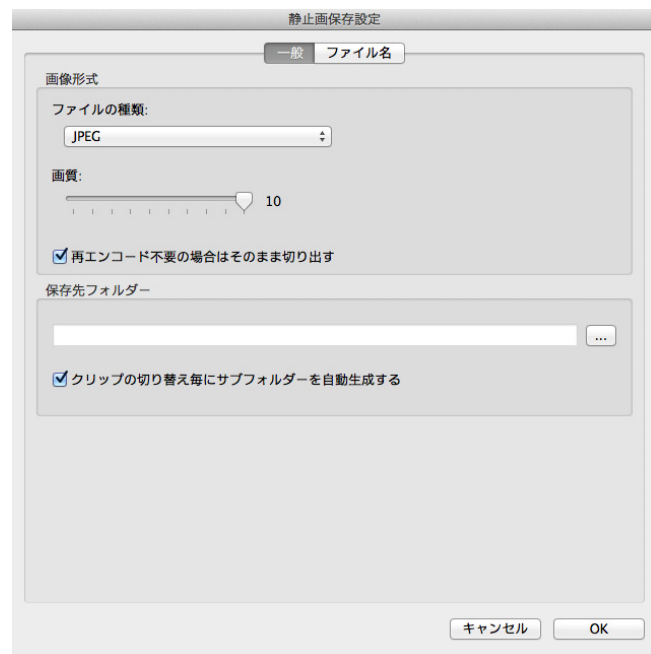 静止画保存設定
一般 ファイル名
画像形式
ファイルの種類:
JPEG
画質:
10
再エンコード不要の場合はそのまま切り出す
保存先フォルダー
...
クリップの切り替え毎にサブフォルダーを自動生成する
キャンセル OK